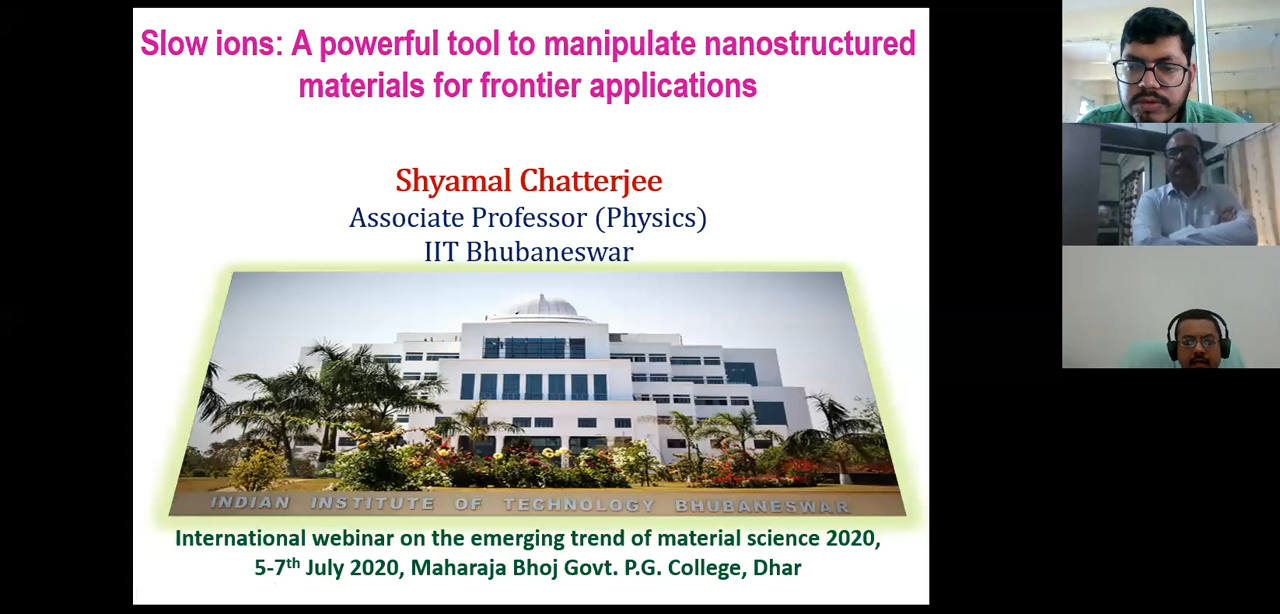 Slow ions: A powerful tool to manipulate nanostructured
materials for frontier applications
Shyamal Chatterjee
Associate Professor (Physics)
IIT Bhubaneswar
INDIAN INSTITUTE OF TECHNOLOGY BHUBANESWAR
International webinar on the emerging trend of material science 2020,
5-7th July 2020, Maharaja Bhoj Govt. P.G. College, Dhar